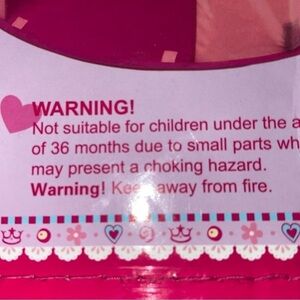 WARNING!
Not suitable for children under the a
of 36 months due to small parts wh
may present a choking hazard.
Warning! Keep away from fire.